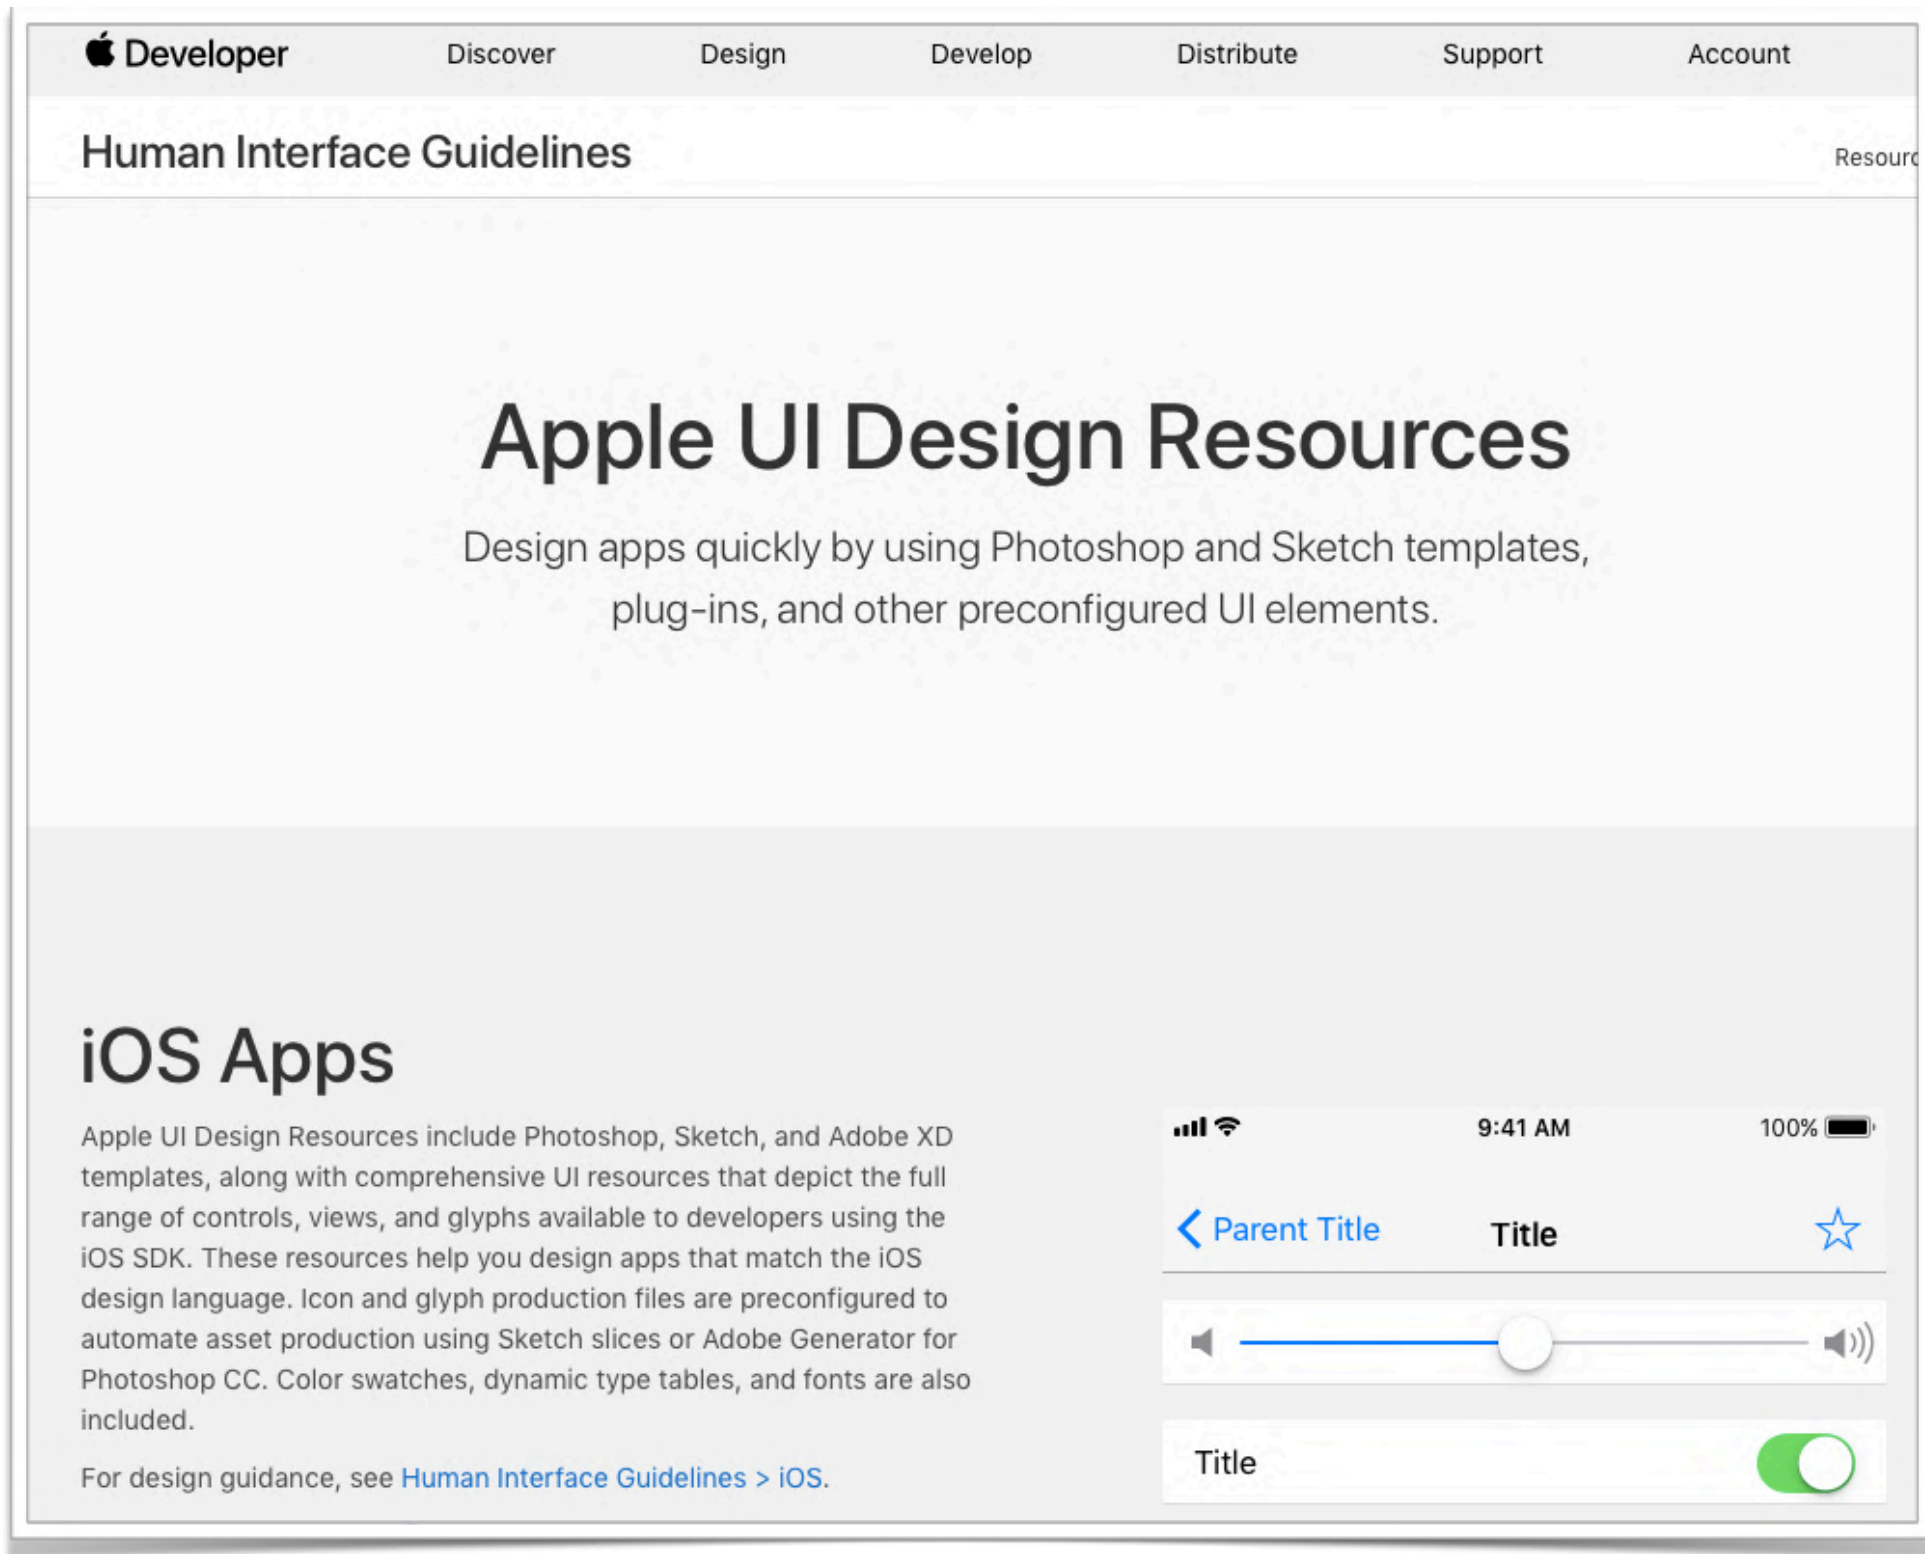 Developer Discover Design Develop Distribute Support Account
Human Interface Guidelines
Apple UI Design Resources
Design apps quickly by using Photoshop and Sketch templates,
plug-ins, and other preconfigured UI elements.
iOS Apps
Apple UI Design Resources include Photoshop, Sketch, and Adobe XD
templates, along with comprehensive UI resources that depict the full
range of controls, views, and glyphs available to developers using the
iOS SDK. These resources help you design apps that match the iOS
design language. Icon and glyph production files are preconfigured to
automate asset production using Sketch slices or Adobe Generator for
Photoshop CC. Color swatches, dynamic type tables, and fonts are also
included.
For design guidance, see Human Interface Guidelines > iOS.
9:41 AM 100%
Parent Title Title
Title